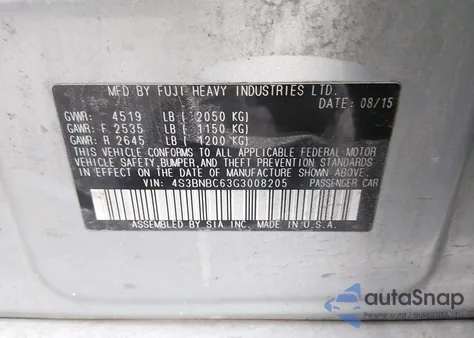 MFD BY FUJI HEAVY INDUSTRIES LTD.
DATE: 08/15
GVWR: 4519 LB( 2050 KG)
GAWR: F 2535 LB( 1150 KG)
GAWR: R 2645 LB( 1200 KG)
THIS VEHICLE CONFORMS TO ALL APPLICABLE FEDERAL MOTOR
VEHICLE SAFETY, BUMPER, AND THEFT PREVENTION STANDARDS
IN EFFECT ON THE DATE OF MANUFACTURE SHOWN ABOVE.
VIN: 4S3BNBC63G3008205 PASSENGER CAR
ASSEMBLED BY SIA INC. MADE IN U.S.A.
autoSnap